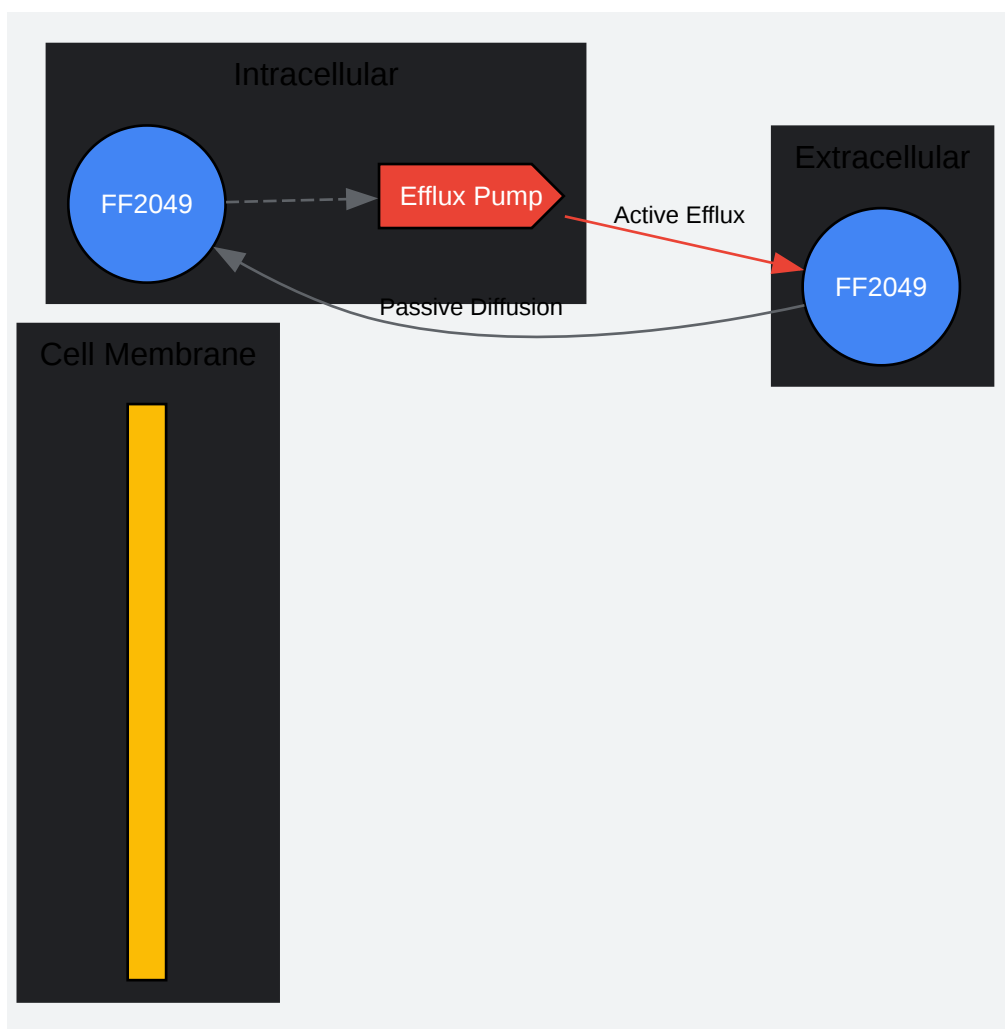 Intracellular
FF2049
Efflux Pump
Active Efflux
Extracellular
FF2049
Passive Diffusion
Cell Membrane